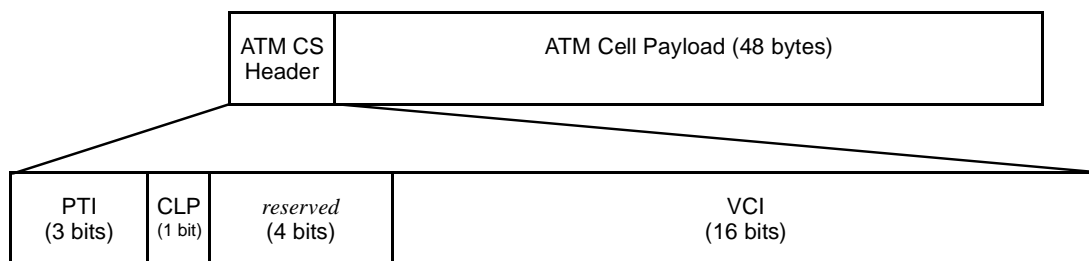 ATM CS
Header
ATM Cell Payload (48 bytes)
PTI
(3 bits)
CLP
(1 bit)
reserved
(4 bits)
VCI
(16 bits)